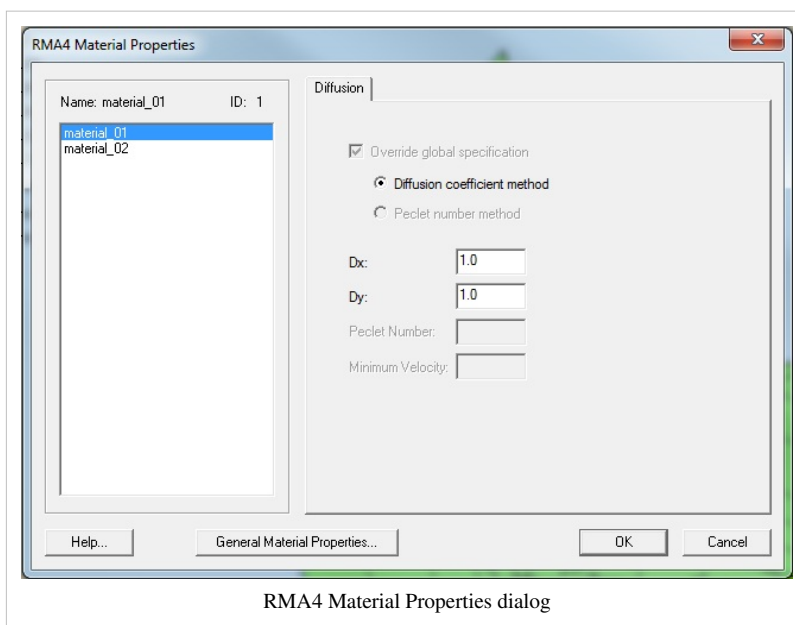 RMA4 Material Properties
Name: material_01 ID: 1
material_01
material_02
Diffusion
Override global specification
Diffusion coefficient method
Peclet number method
Dx: 1.0
Dy: 1.0
Peclet Number:
Minimum Velocity:
Help... General Material Properties... OK Cancel
RMA4 Material Properties dialog